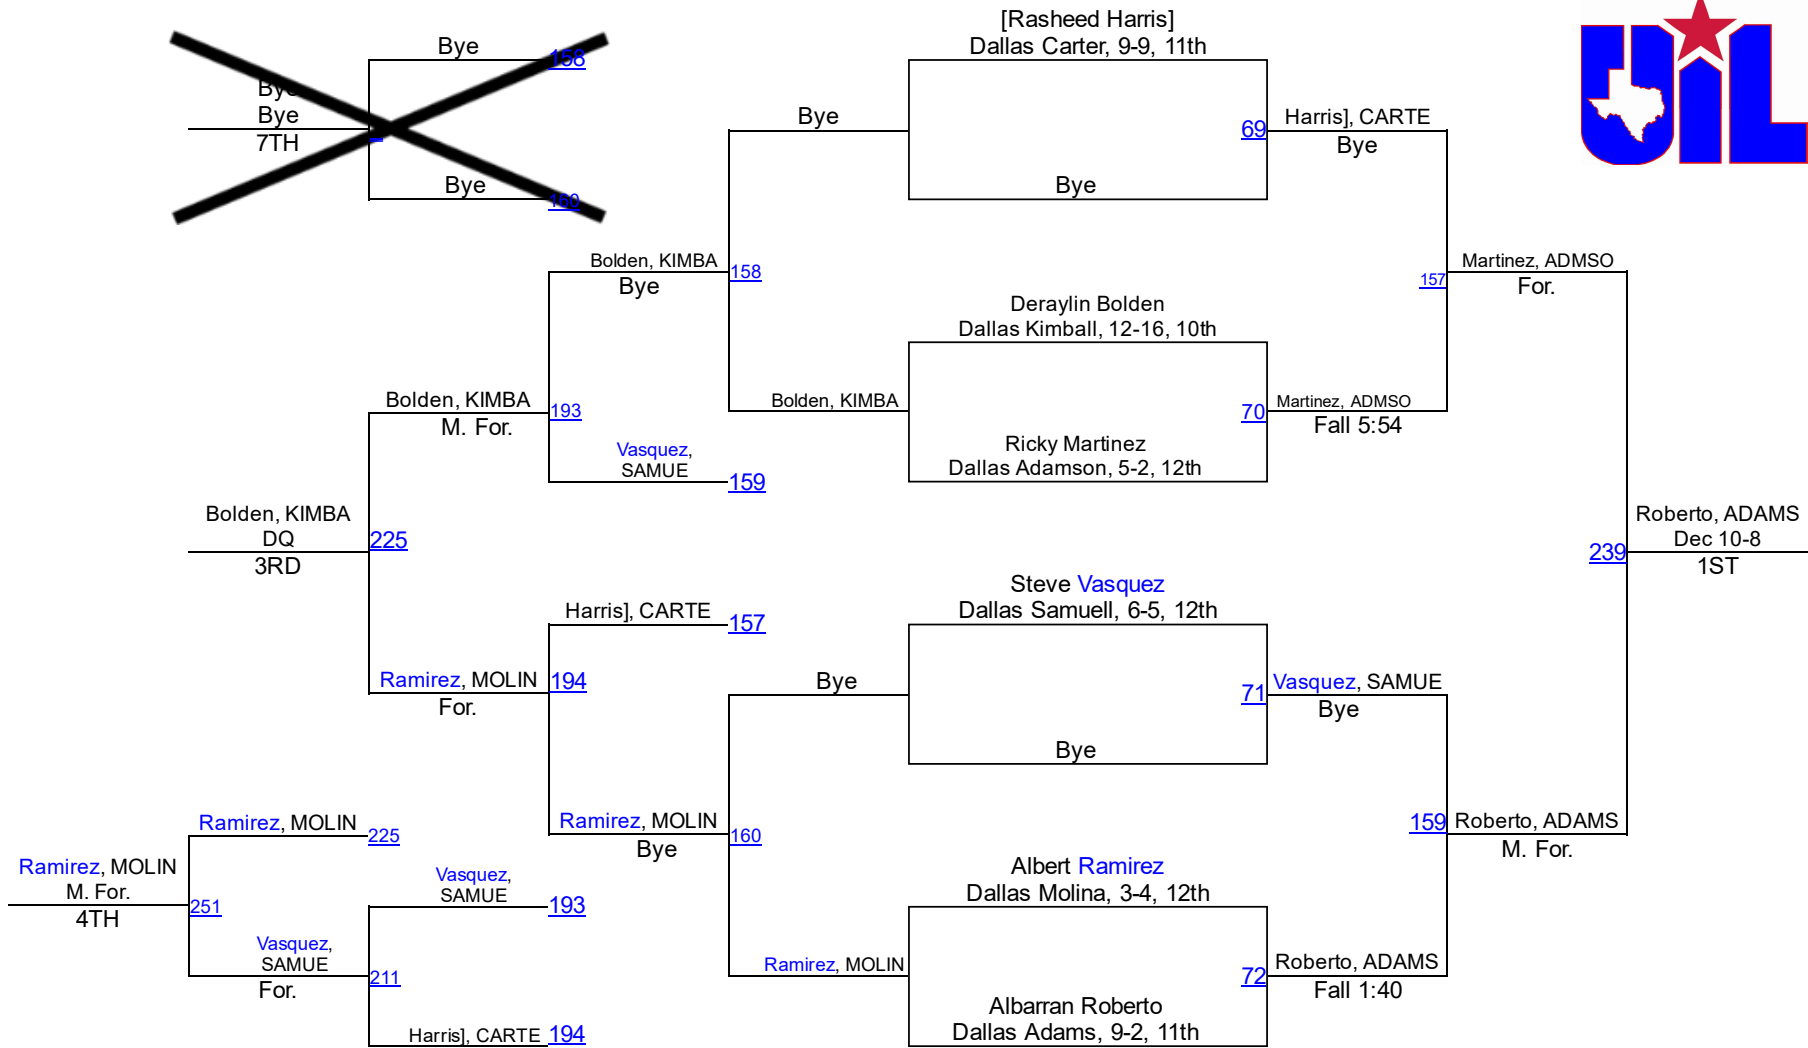 [Rasheed Harris]
Dallas Carter, 9-9, 11th
UIL
Bye
158
Bye
Bye
7TH
Bye
160
Bye
69
Harris], CARTE
Bye
Bye
Bolden, KIMBA
Bye
158
Martinez, ADMSO
For.
157
Deraylin Bolden
Dallas Kimball, 12-16, 10th
Bolden, KIMBA
M. For.
193
Bolden, KIMBA
70
Martinez, ADMSO
Fall 5:54
Vasquez,
SAMUE
159
Ricky Martinez
Dallas Adamson, 5-2, 12th
Bolden, KIMBA
DQ
3RD
225
239
Roberto, ADAMS
Dec 10-8
1ST
Steve Vasquez
Dallas Samuell, 6-5, 12th
Harris], CARTE
157
Ramirez, MOLIN
For.
194
Bye
71
Vasquez, SAMUE
Bye
Bye
Ramirez, MOLIN
225
Ramirez, MOLIN
Bye
160
159
Roberto, ADAMS
M. For.
Ramirez, MOLIN
M. For.
4TH
251
Vasquez,
SAMUE
193
Albert Ramirez
Dallas Molina, 3-4, 12th
Vasquez,
SAMUE
For.
211
Ramirez, MOLIN
72
Roberto, ADAMS
Fall 1:40
Harris], CARTE
194
Albarran Roberto
Dallas Adams, 9-2, 11th